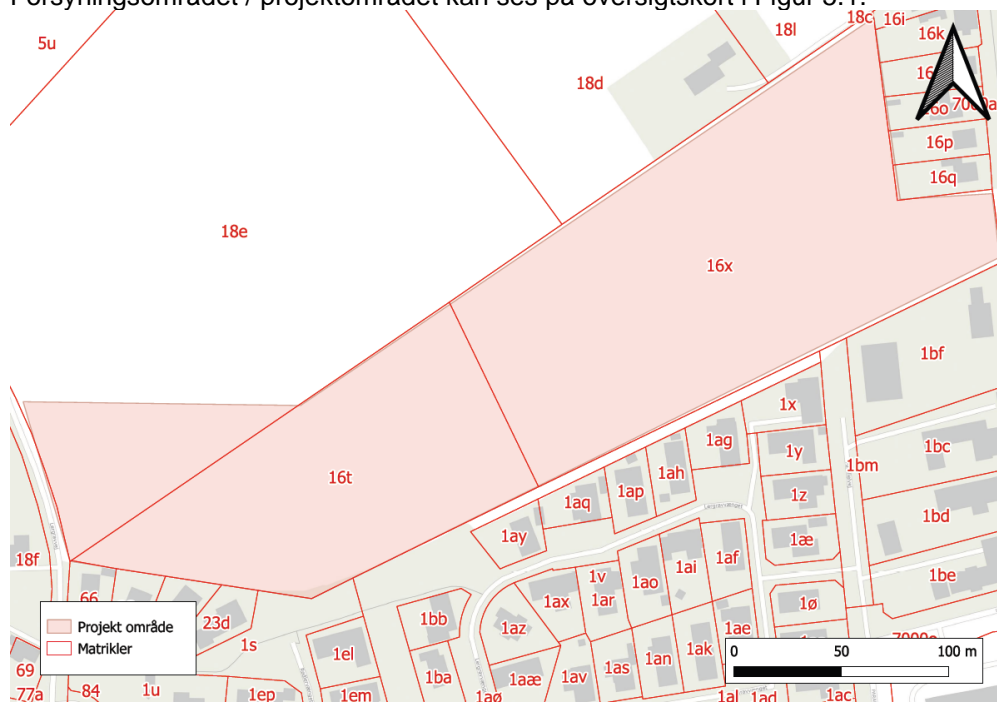 Forsyningsområdet / projektområdet kan ses på oversigtskort i Figur 3.1.
5u
18l
18c
16i
16k
18d
16o
7000a
16p
16q
18e
16x
1bf
1x
1ag
1y
1bm
1bc
16t
1ah
1ap
1z
1aq
1bd
1ay
1æ
1af
18f
1ai
1v
1ao
1be
66
1ax
1ar
1ø
1bb
23d
1az
1ae
Projekt område
Matrikler
1s
1el
1ak
1an
0 50 100 m
69
1ba
1as
1aæ
1av
77a
84
1u
1ep
1em
1aø
1al
1ad
1ac